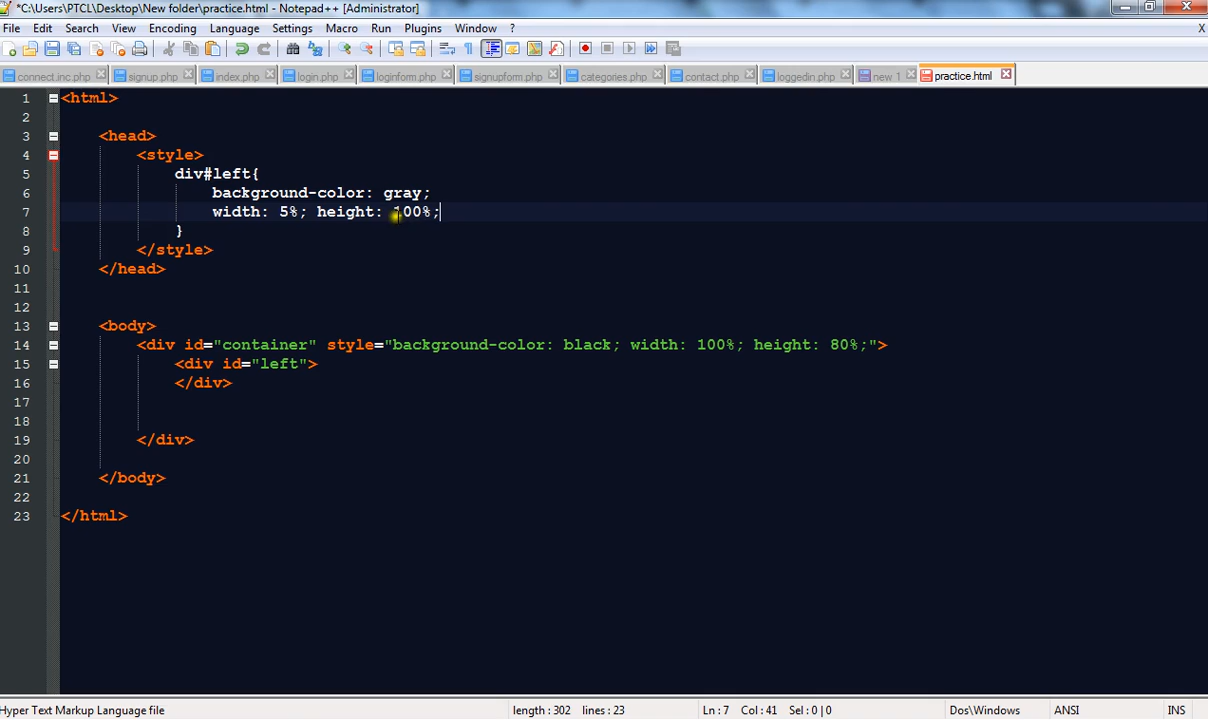 *C:\Users\PTCL\Desktop\New folder\practice.html - Notepad++ [Administrator]
File Edit Search View Encoding Language Settings Macro Run Plugins Window ? X
connect.inc.php signup.php index.php login.php loginform.php signupform.php categories.php contact.php loggedin.php new 1 practice.html
1 <html>
2
3 <head>
4 <style>
5 div#left{
6 background-color: gray;
7 width: 5%; height: 100%;
8 }
9 </style>
10 </head>
11
12
13 <body>
14 <div id="container" style="background-color: black; width: 100%; height: 80%;">
15 <div id="left">
16 </div>
17
18
19 </div>
20
21 </body>
22
23 </html>
Hyper Text Markup Language file length : 302 lines : 23 Ln : 7 Col : 41 Sel : 0 | 0 Dos\Windows ANSI INS